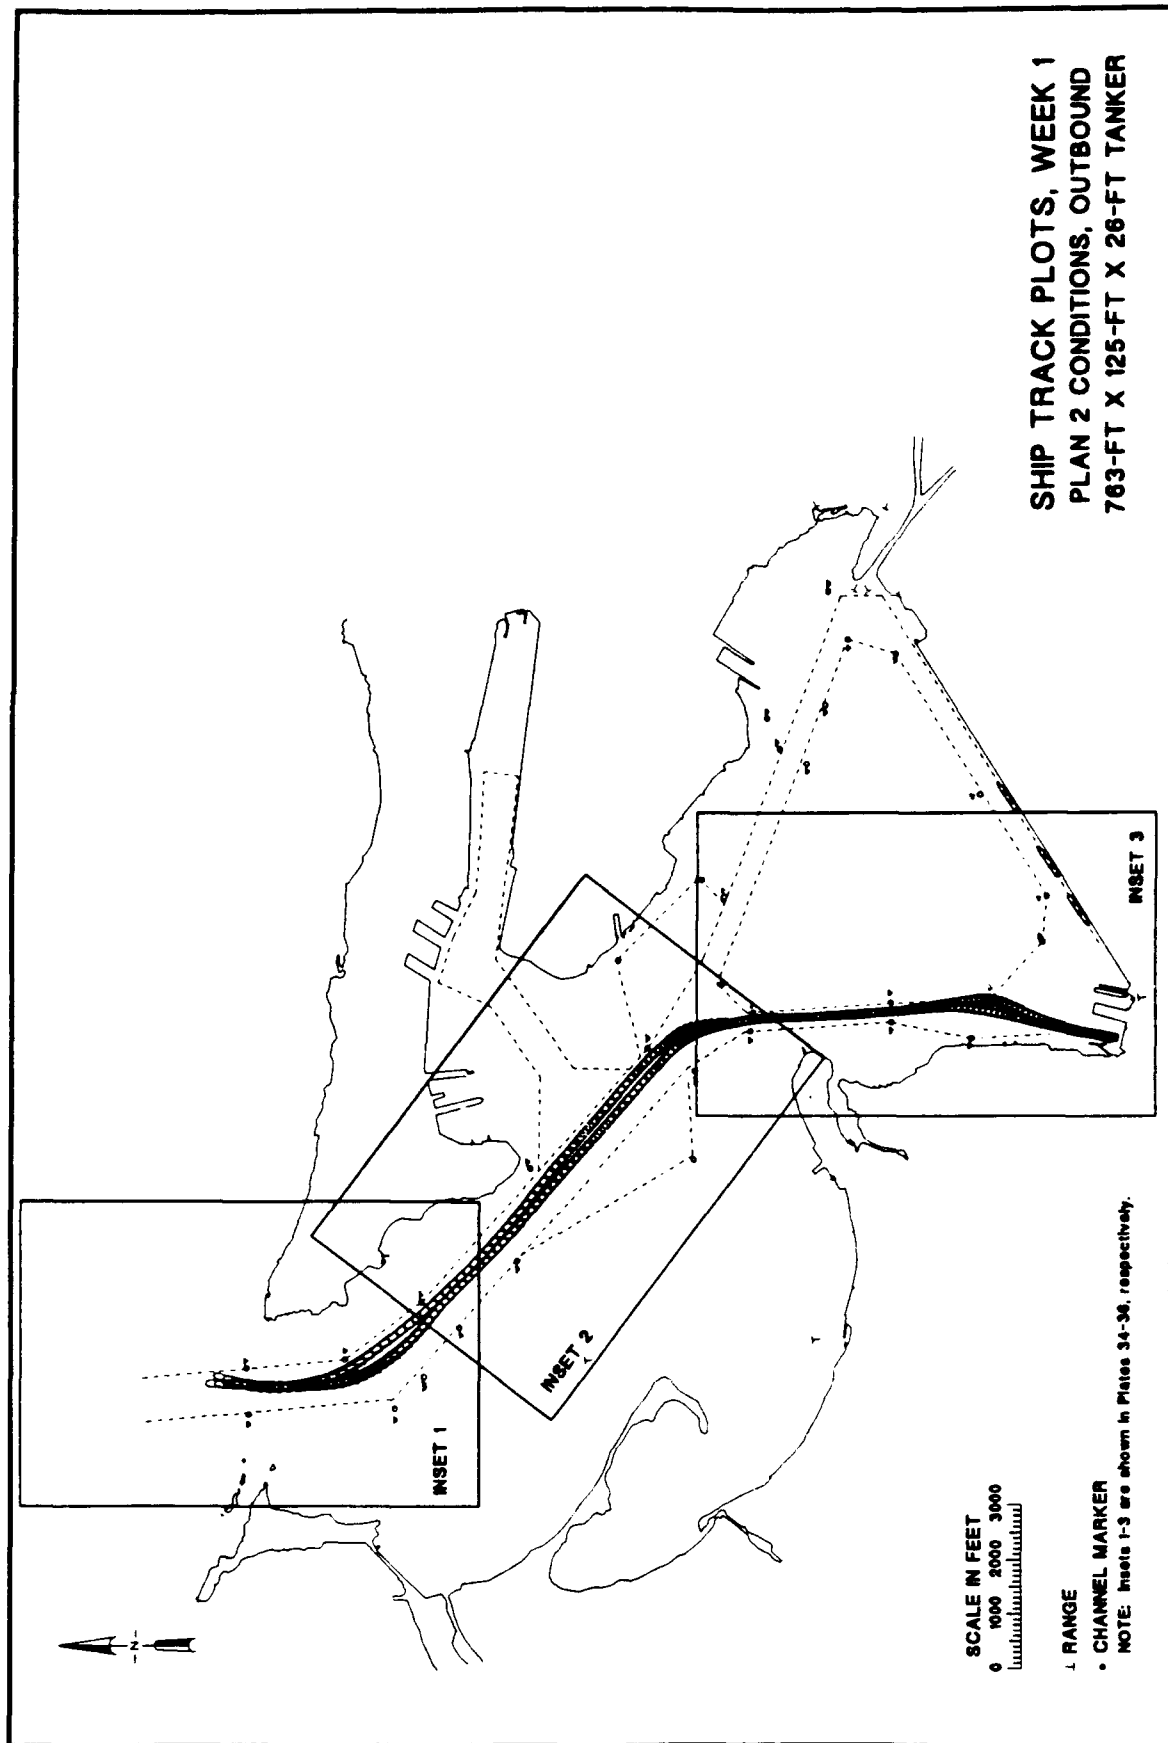 SHIP TRACK PLOTS, WEEK 1
PLAN 2 CONDITIONS, OUTBOUND
763-FT X 125-FT X 26-FT TANKER
INSET 1
INSET 2
INSET 3
N
SCALE IN FEET
0 1000 2000 3000
⊥ RANGE
• CHANNEL MARKER
NOTE: Insets 1-3 are shown in Plates 34-36, respectively.